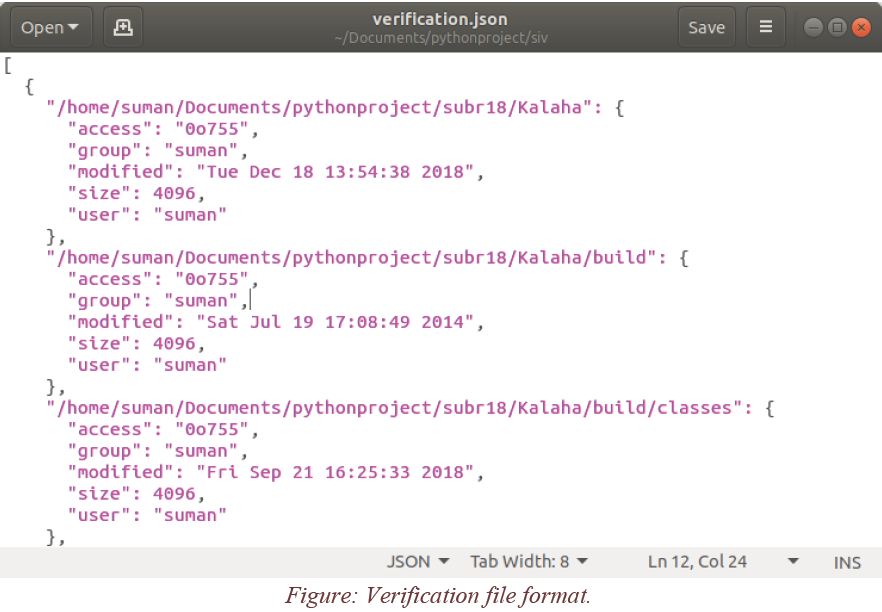 Open verification.json Save
~/Documents/pythonproject/siv
[
  {
    "/home/suman/Documents/pythonproject/subr18/Kalaha": {
      "access": "0o755",
      "group": "suman",
      "modified": "Tue Dec 18 13:54:38 2018",
      "size": 4096,
      "user": "suman"
    },
    "/home/suman/Documents/pythonproject/subr18/Kalaha/build": {
      "access": "0o755",
      "group": "suman",
      "modified": "Sat Jul 19 17:08:49 2014",
      "size": 4096,
      "user": "suman"
    },
    "/home/suman/Documents/pythonproject/subr18/Kalaha/build/classes": {
      "access": "0o755",
      "group": "suman",
      "modified": "Fri Sep 21 16:25:33 2018",
      "size": 4096,
      "user": "suman"
    },
JSON Tab Width: 8 Ln 12, Col 24 INS
Figure: Verification file format.